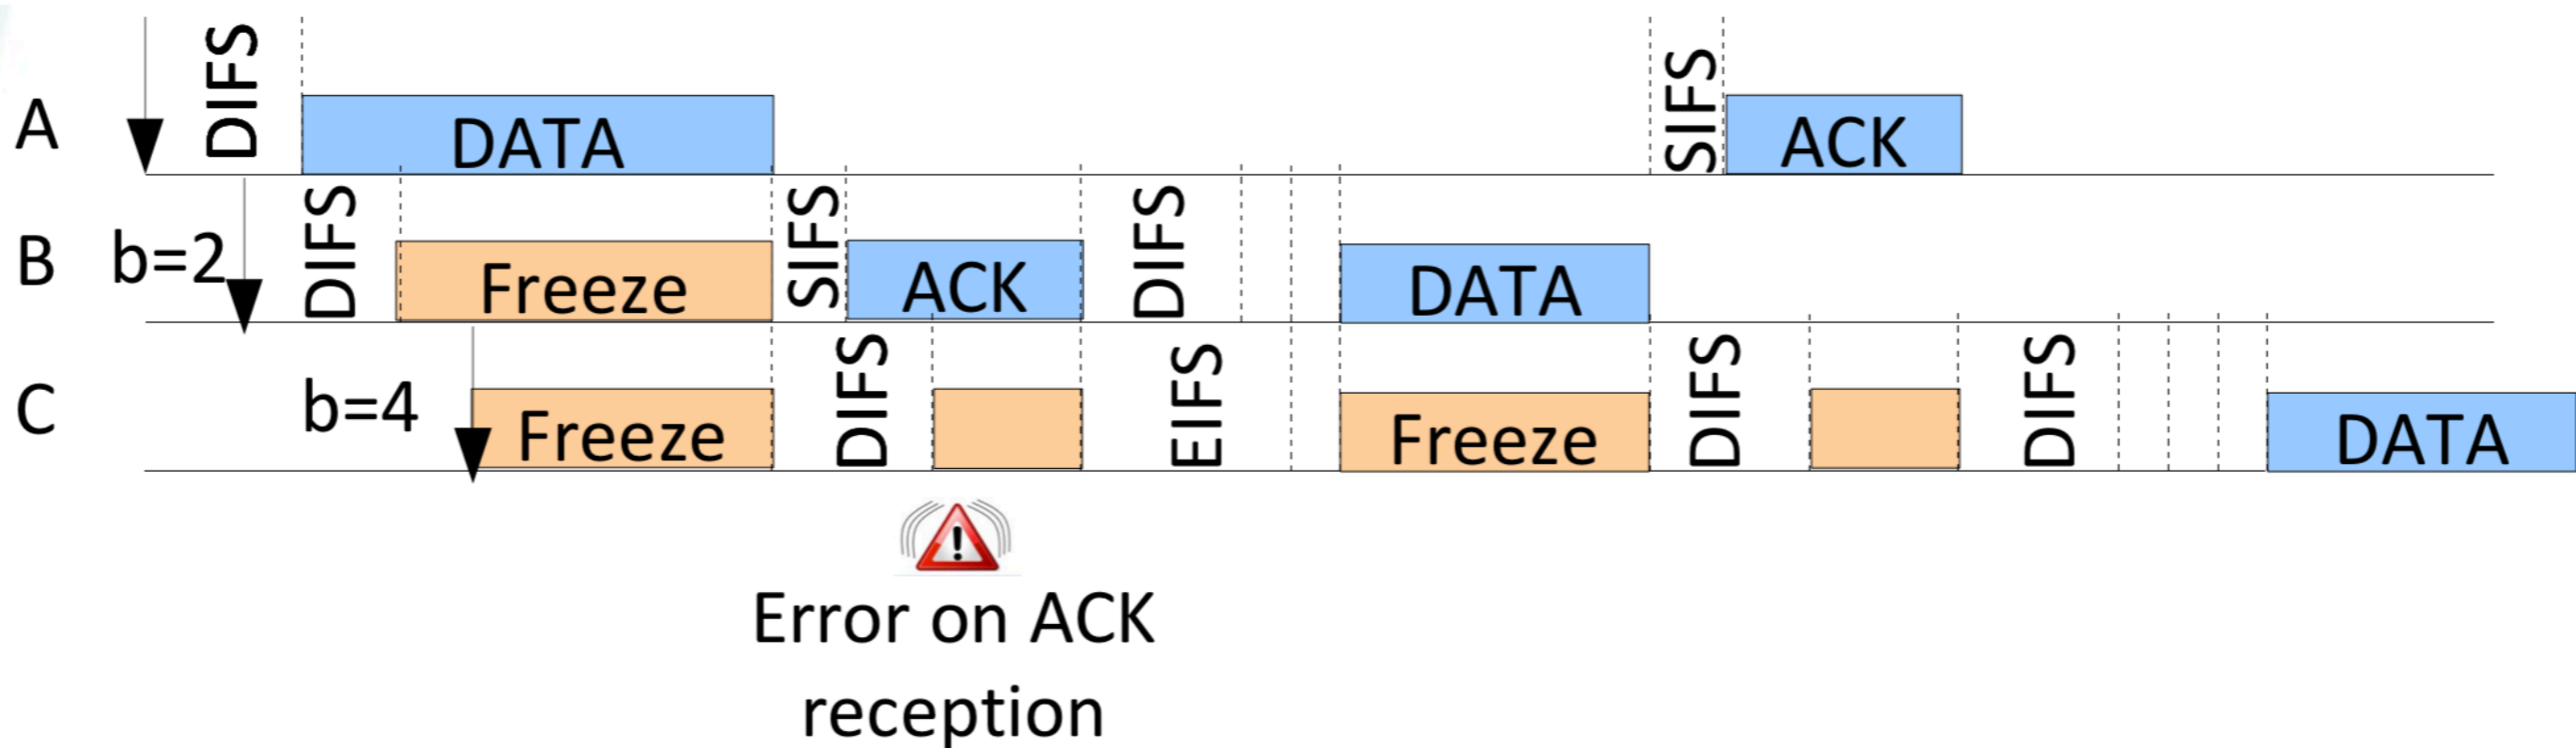 DIFS
SIFS
A
DATA
ACK
DIFS
SIFS
DIFS
B
b=2
Freeze
ACK
DATA
DIFS
EIFS
DIFS
DIFS
C
b=4
Freeze
Freeze
DATA
!
Error on ACK
reception